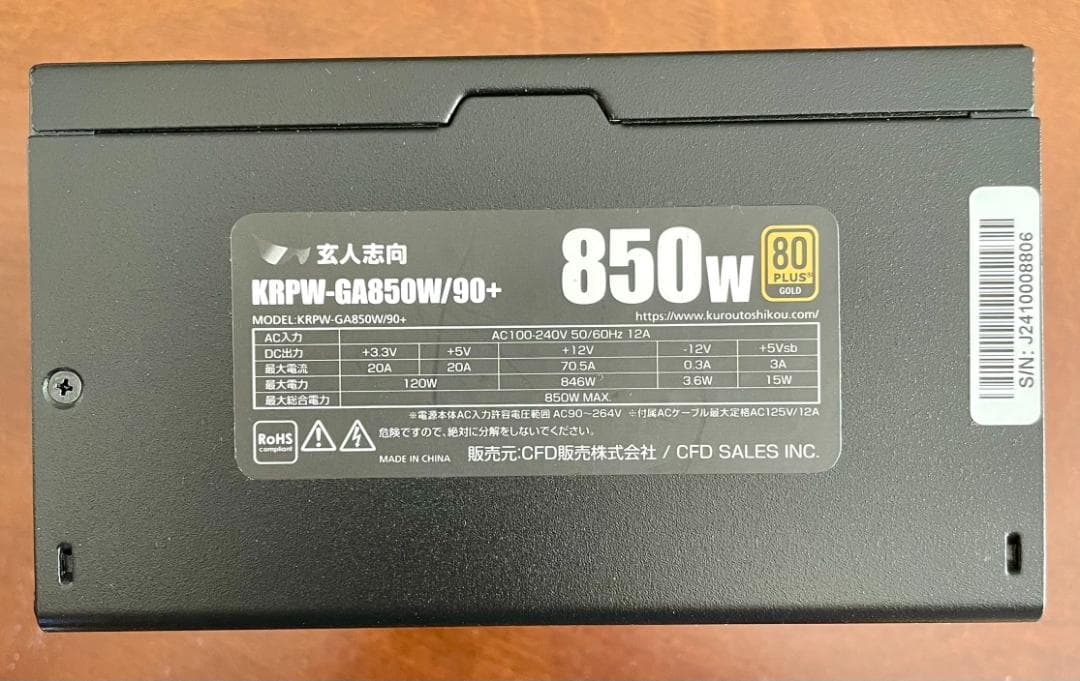 玄人志向
KRPW-GA850W/90+
850W
80
PLUS®
GOLD
MODEL:KRPW-GA850W/90+
https://www.kuroutoshikou.com/
AC入力 AC100-240V 50/60Hz 12A
DC出力 +3.3V +5V +12V -12V +5Vsb
最大電流 20A 20A 70.5A 0.3A 3A
最大電力 120W 846W 3.6W 15W
最大総合電力 850W MAX.
※電源本体AC入力許容電圧範囲 AC90~264V ※付属ACケーブル最大定格AC125V/12A
RoHS
compliant
危険ですので、絶対に分解をしないでください。
MADE IN CHINA 販売元:CFD販売株式会社 / CFD SALES INC.
S/N: J2410008806